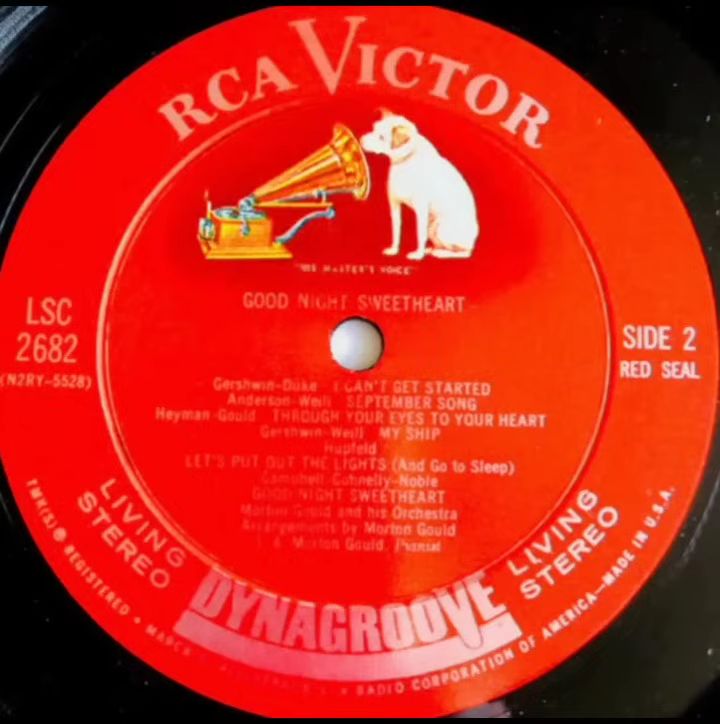 RCA VICTOR
"HIS MASTER'S VOICE"
GOOD NIGHT SWEETHEART
LSC
2682
(N2RY-5528)
SIDE 2
RED SEAL
Gershwin-Duke I CAN'T GET STARTED
Anderson-Weill SEPTEMBER SONG
Heyman-Gould THROUGH YOUR EYES TO YOUR HEART
Gershwin-Weill MY SHIP
Hupfeld
LET'S PUT OUT THE LIGHTS (And Go to Sleep)
Campbell-Connelly-Noble
GOOD NIGHT SWEETHEART
Morton Gould and his Orchestra
Arrangements by Morton Gould
Morton Gould, Pianist
LIVING
STEREO
DYNAGROOVE
LIVING
STEREO
TMK(S) ® REGISTERED • MARCA • RADIO CORPORATION OF AMERICA—MADE IN U.S.A.